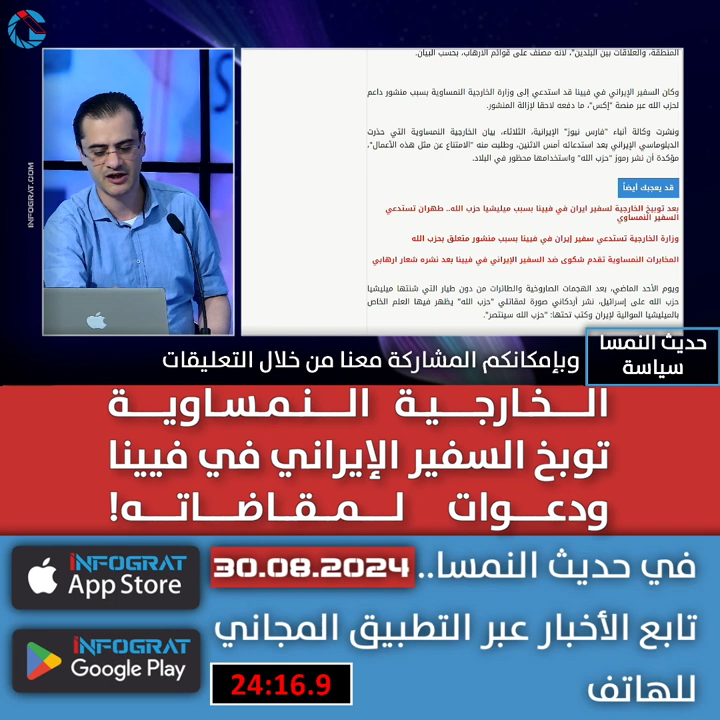 المنطقة، والعلاقات بين البلدين"، لأنه مصنف على قوائم الارهاب، بحسب البيان.
وكان السفير الإيراني في فيينا قد استدعي إلى وزارة الخارجية النمساوية بسبب منشور داعم
لحزب الله عبر منصة "إكس"، ما دفعه لاحقا لإزالة المنشور.
ونشرت وكالة أنباء "فارس نيوز" الإيرانية، الثلاثاء، بيان الخارجية النمساوية التي حذرت
الدبلوماسي الإيراني بعد استدعائه أمس الاثنين، وطلبت منه "الامتناع عن مثل هذه الأعمال"،
مؤكدة أن نشر رموز "حزب الله" واستخدامها محظور في البلاد.
قد يعجبك أيضاً
بعد توبيخ الخارجية لسفير ايران في فيينا بسبب ميليشيا حزب الله.. طهران تستدعي
السفير النمساوي
وزارة الخارجية تستدعي سفير إيران في فيينا بسبب منشور متعلق بحزب الله
المخابرات النمساوية تقدم شكوى ضد السفير الإيراني في فيينا بعد نشره شعار ارهابي
ويوم الأحد الماضي، بعد الهجمات الصاروخية والطائرات من دون طيار التي شنتها ميليشيا
حزب الله على إسرائيل، نشر أردكاني صورة لمقاتلي "حزب الله" يظهر فيها العلم الخاص
بالميليشيا الموالية لإيران وكتب تحتها: "حزب الله سينتصر".
INFOGRAT.COM
حديث النمسا
سياسة
وبإمكانكم المشاركة معنا من خلال التعليقات
الـخـارجـيـة الـنـمـسـاويـة
توبخ السفير الإيراني في فيينا
ودعـــوات لـمـقـاضـاتـه!
في حديث النمسا.. 30.08.2024
تابع الأخبار عبر التطبيق المجاني
للهاتف
INFOGRAT
App Store
INFOGRAT
Google Play
24:16.9